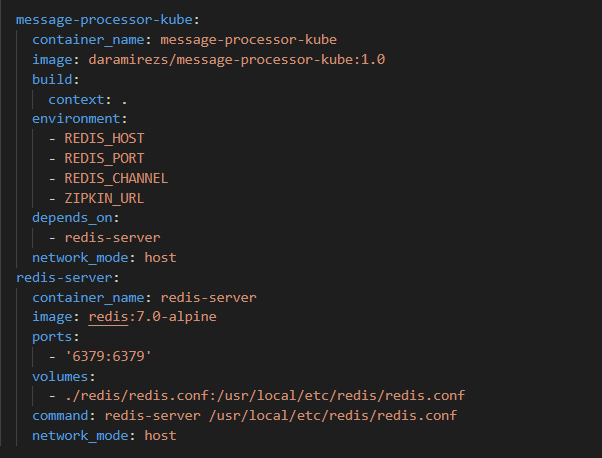 message-processor-kube:
container_name: message-processor-kube
image: daramirezs/message-processor-kube:1.0
build:
context: .
environment:
- REDIS_HOST
- REDIS_PORT
- REDIS_CHANNEL
- ZIPKIN_URL
depends_on:
- redis-server
network_mode: host
redis-server:
container_name: redis-server
image: redis:7.0-alpine
ports:
- '6379:6379'
volumes:
- ./redis/redis.conf:/usr/local/etc/redis/redis.conf
command: redis-server /usr/local/etc/redis/redis.conf
network_mode: host